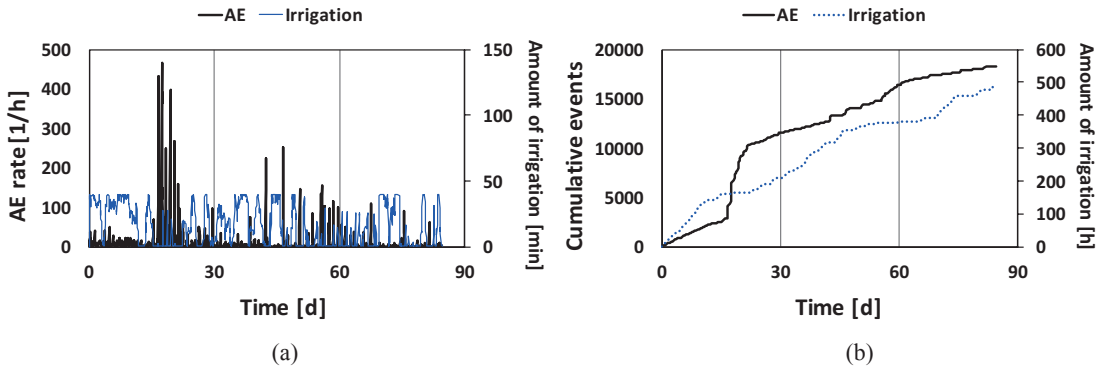 AE Irrigation
500
400
300
200
100
0
AE rate [1/h]
150
100
50
0
Amount of irrigation [min]
0 30 60 90
Time [d]
(a)
AE Irrigation
20000
15000
10000
5000
0
Cumulative events
600
500
400
300
200
100
0
Amount of irrigation [h]
0 30 60 90
Time [d]
(b)